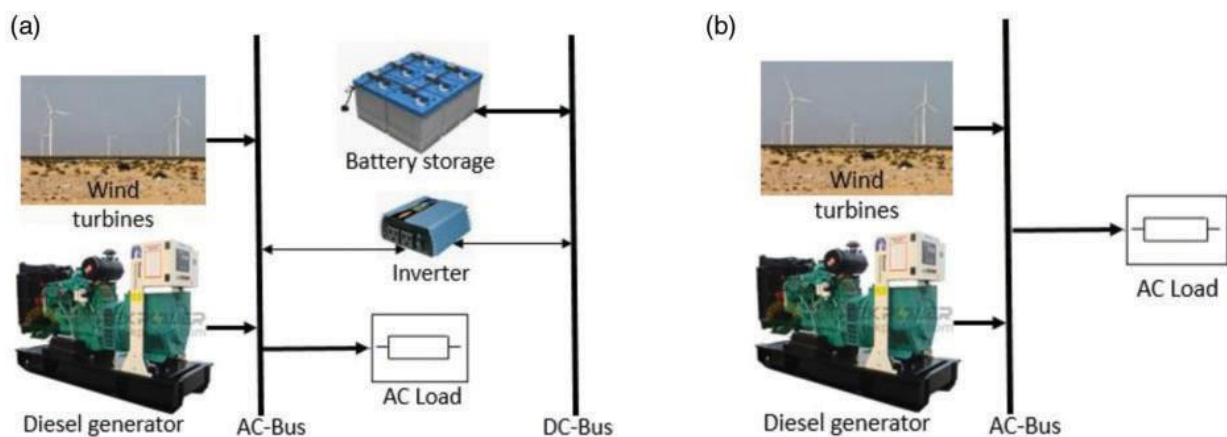 (a)
Wind
turbines
Diesel generator
AC-Bus
Battery storage
Inverter
AC Load
DC-Bus
(b)
Wind
turbines
Diesel generator
AC-Bus
AC Load